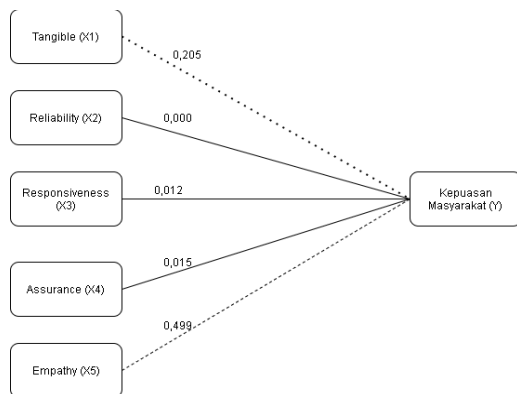 Tangible (X1)
0,205
Reliability (X2)
0,000
Responsiveness
(X3)
0,012
Kepuasan
Masyarakat (Y)
Assurance (X4)
0,015
Empathy (X5)
0,499